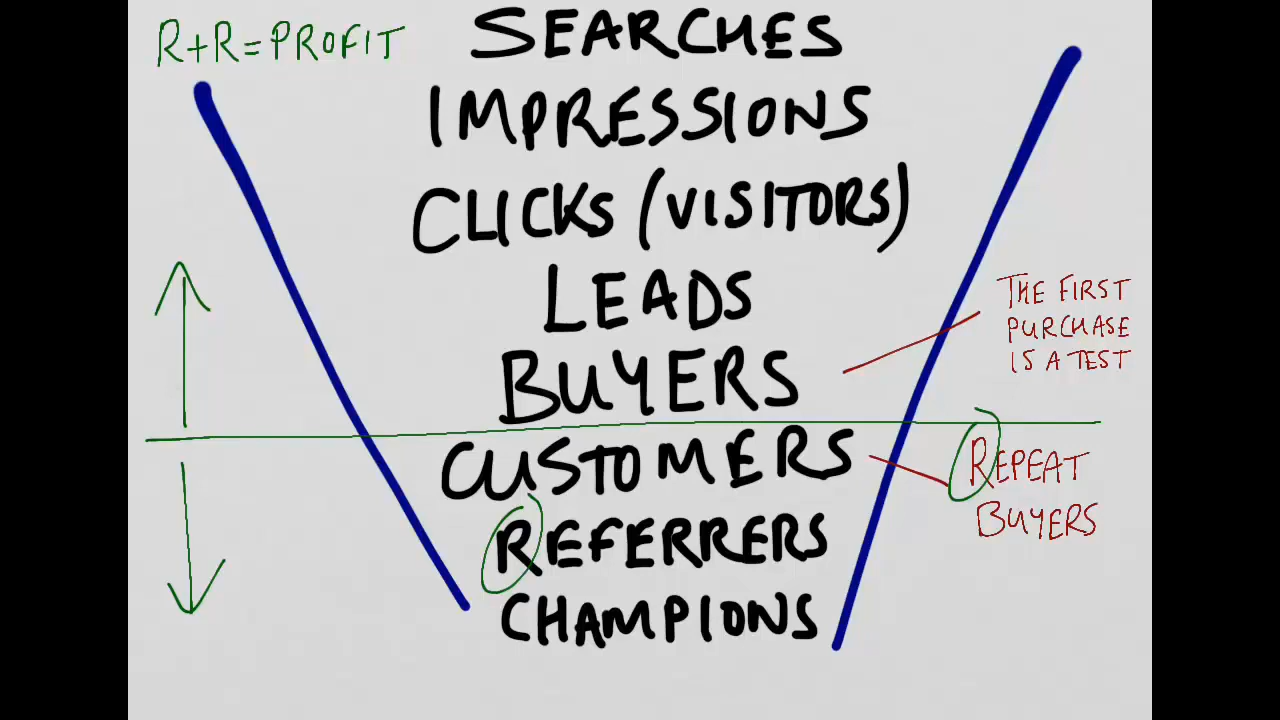 R+R=PROFIT
SEARCHES
IMPRESSIONS
CLICKS (VISITORS)
LEADS
THE FIRST
PURCHASE
IS A TEST
BUYERS
CUSTOMERS
REPEAT
BUYERS
REFERRERS
CHAMPIONS